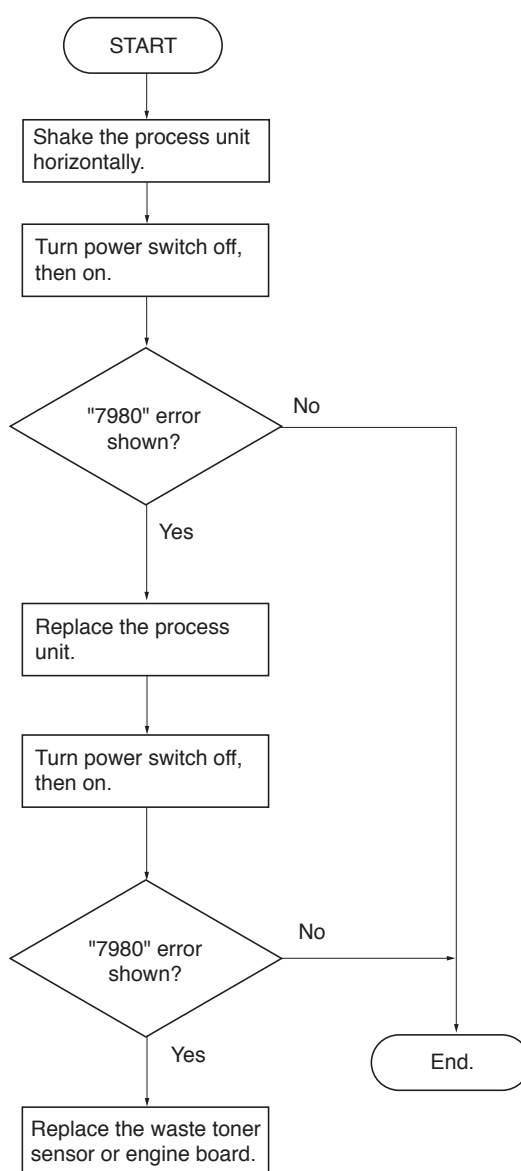 START
Shake the process unit
horizontally.
Turn power switch off,
then on.
"7980" error
shown?
No
Yes
Replace the process
unit.
Turn power switch off,
then on.
"7980" error
shown?
No
Yes
End.
Replace the waste toner
sensor or engine board.